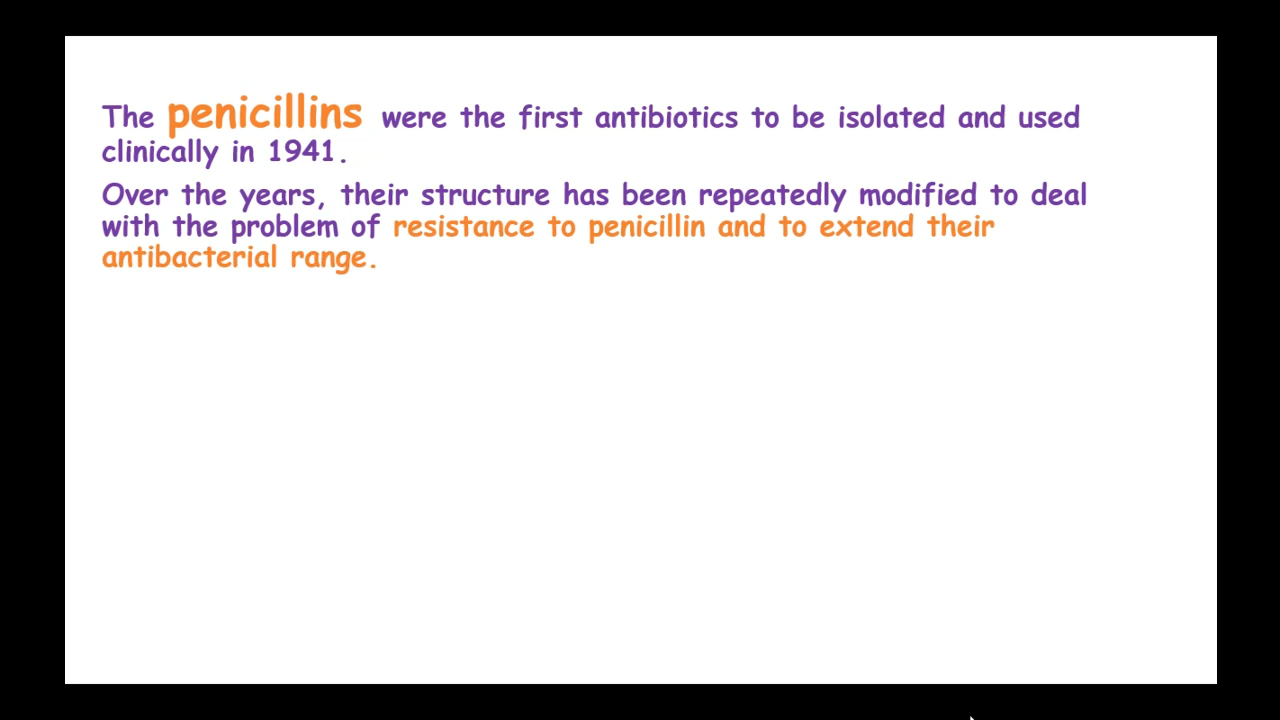 The penicillins were the first antibiotics to be isolated and used
clinically in 1941.
Over the years, their structure has been repeatedly modified to deal
with the problem of resistance to penicillin and to extend their
antibacterial range.